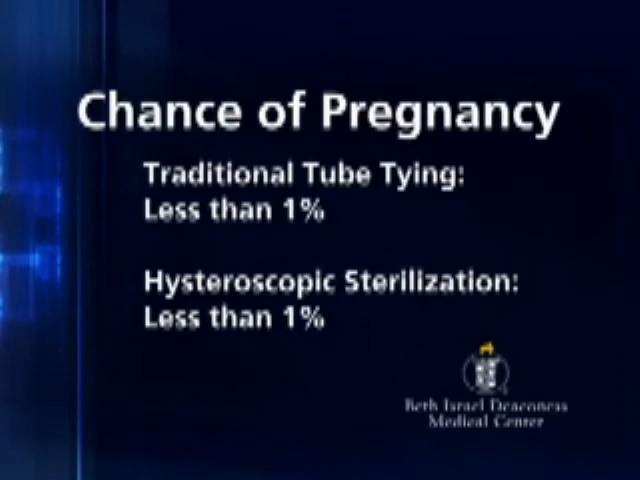 Chance of Pregnancy
Traditional Tube Tying:
Less than 1%
Hysteroscopic Sterilization:
Less than 1%
Beth Israel Deaconess
Medical Center